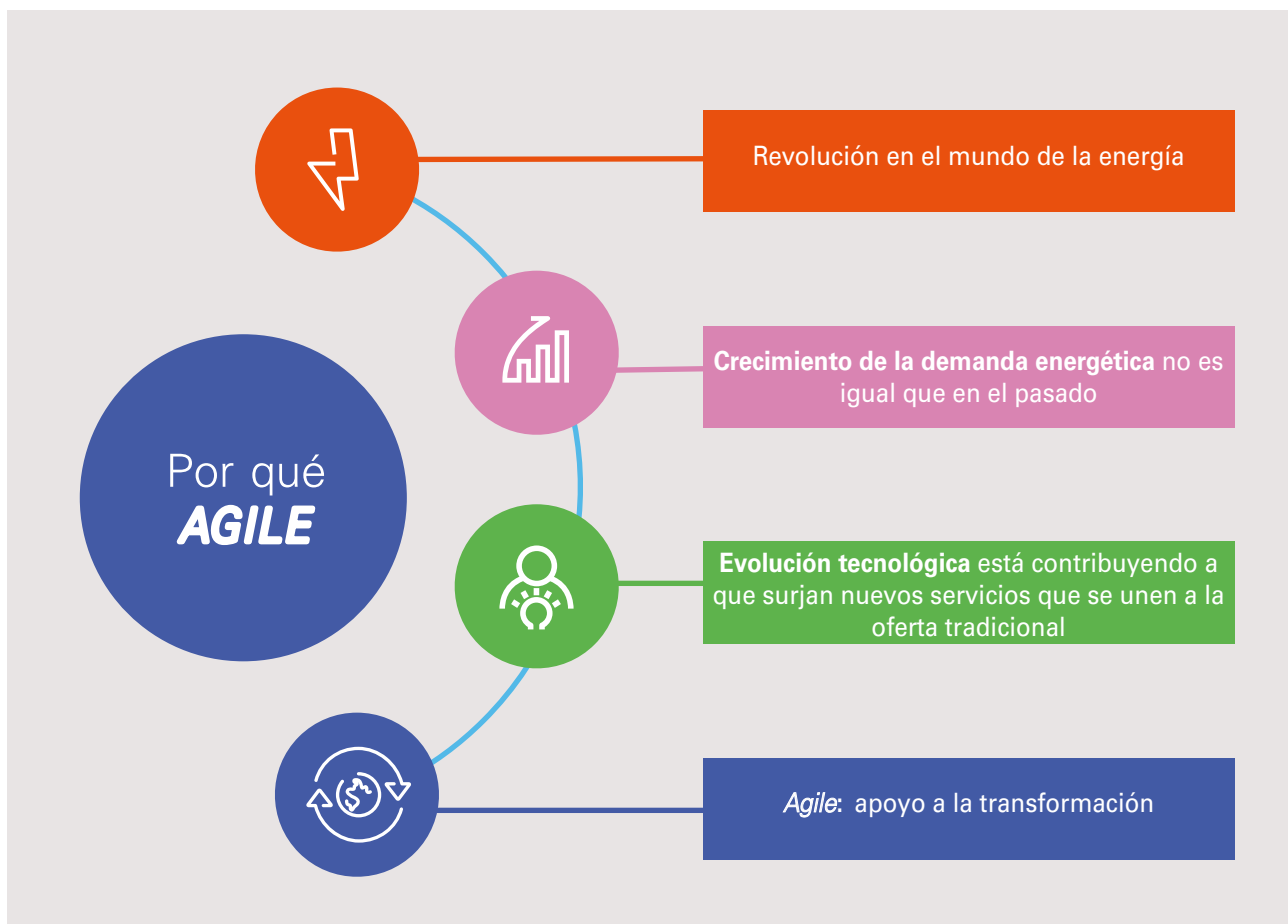 Revolución en el mundo de la energía
Crecimiento de la demanda energética no es
igual que en el pasado
Por qué
AGILE
Evolución tecnológica está contribuyendo a
que surjan nuevos servicios que se unen a la
oferta tradicional
Agile: apoyo a la transformación